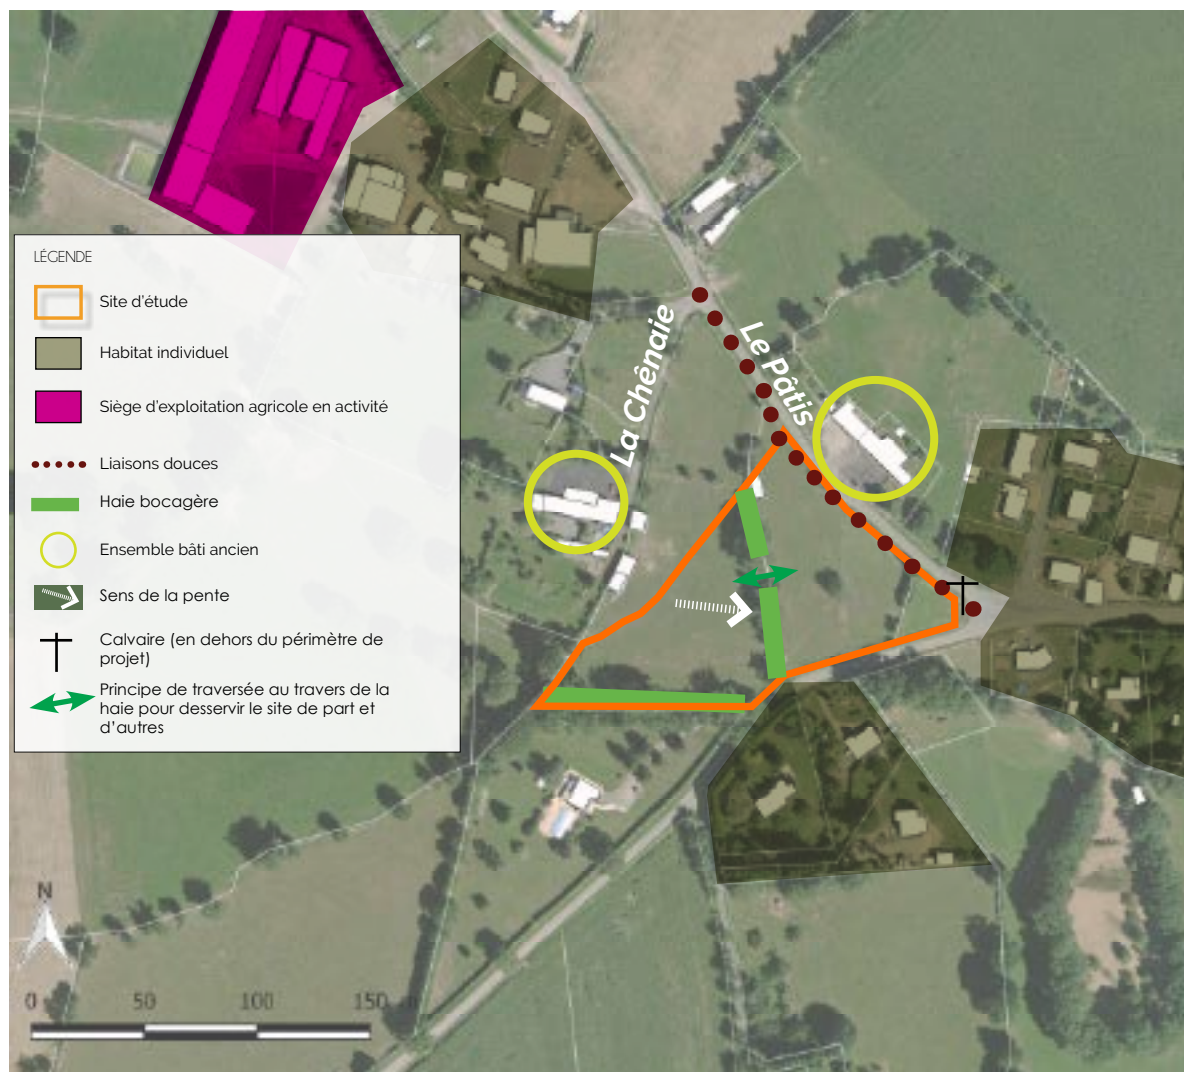 LÉGENDE
Site d'étude
Habitat individuel
Siège d'exploitation agricole en activité
Liaisons douces
Haie bocagère
Ensemble bâti ancien
Sens de la pente
Calvaire (en dehors du périmètre de
projet)
Principe de traversée au travers de la
haie pour desservir le site de part et
d'autres
La Chênaie
Le Pâtis
N
0 50 100 150 m